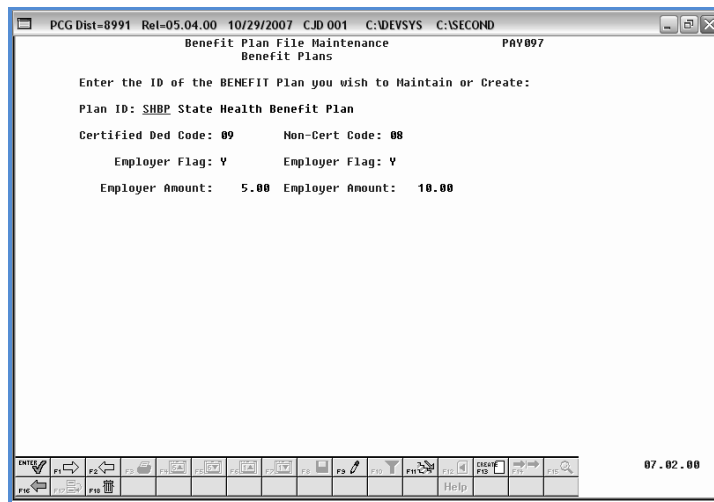 PCG Dist=8991 Rel=05.04.00 10/29/2007 CJD 001 C:\DEVSYS C:\SECOND
Benefit Plan File Maintenance PAY097
Benefit Plans
Enter the ID of the BENEFIT Plan you wish to Maintain or Create:
Plan ID: SHBP State Health Benefit Plan
Certified Ded Code: 09 Non-Cert Code: 08
Employer Flag: Y Employer Flag: Y
Employer Amount: 5.00 Employer Amount: 10.00
ENTER F1 F2 F3 F4 F5 F6 F7 F8 F9 F10 F11 F12 CREATE F13 F14 F15 07.02.00
F16 F17 F18 Help